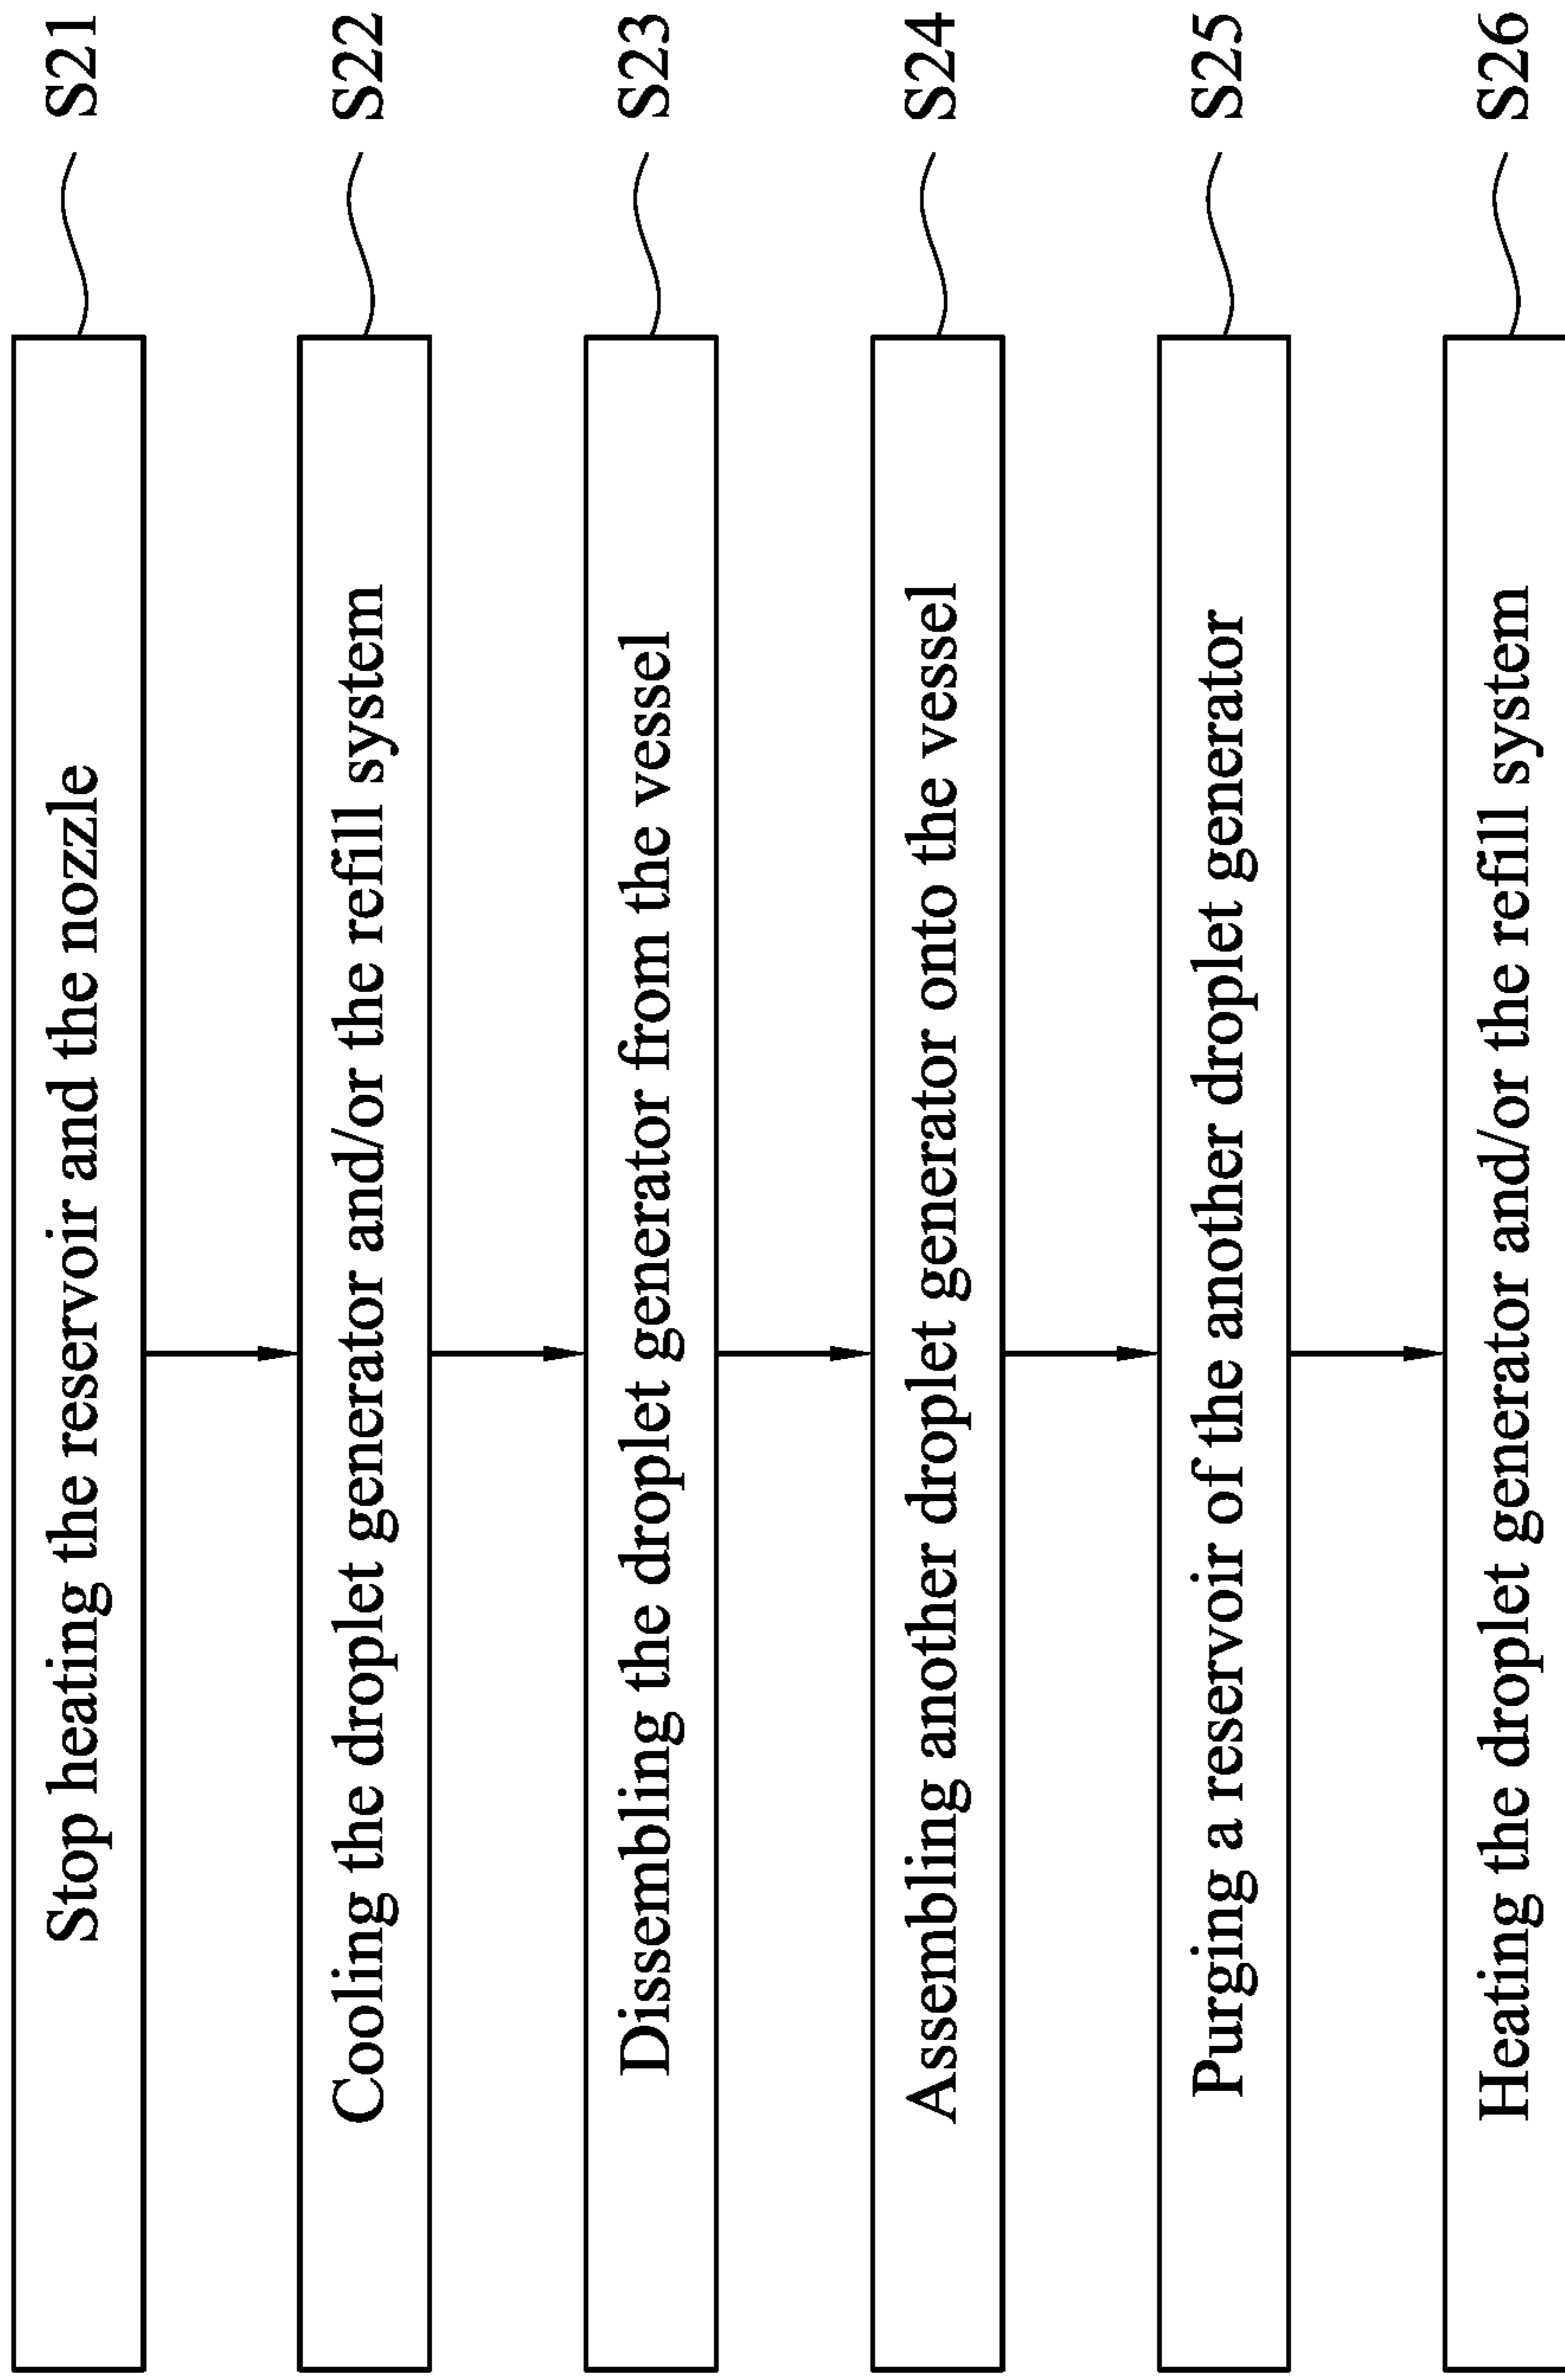 Stop heating the reservoir and the nozzle
S21
Cooling the droplet generator and/or the refill system
S22
Dissembling the droplet generator from the vessel
S23
Assembling another droplet generator onto the vessel
S24
Purging a reservoir of the another droplet generator
S25
Heating the droplet generator and/or the refill system
S26